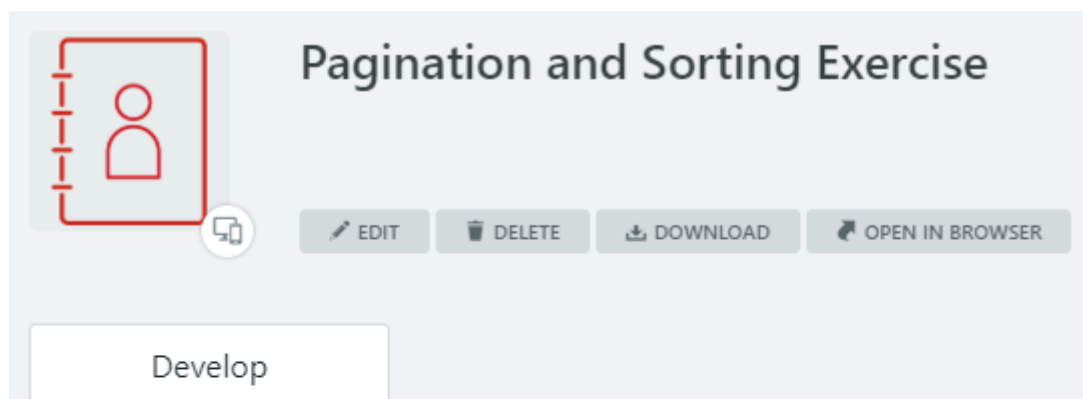 Pagination and Sorting Exercise
EDIT DELETE DOWNLOAD OPEN IN BROWSER
Develop